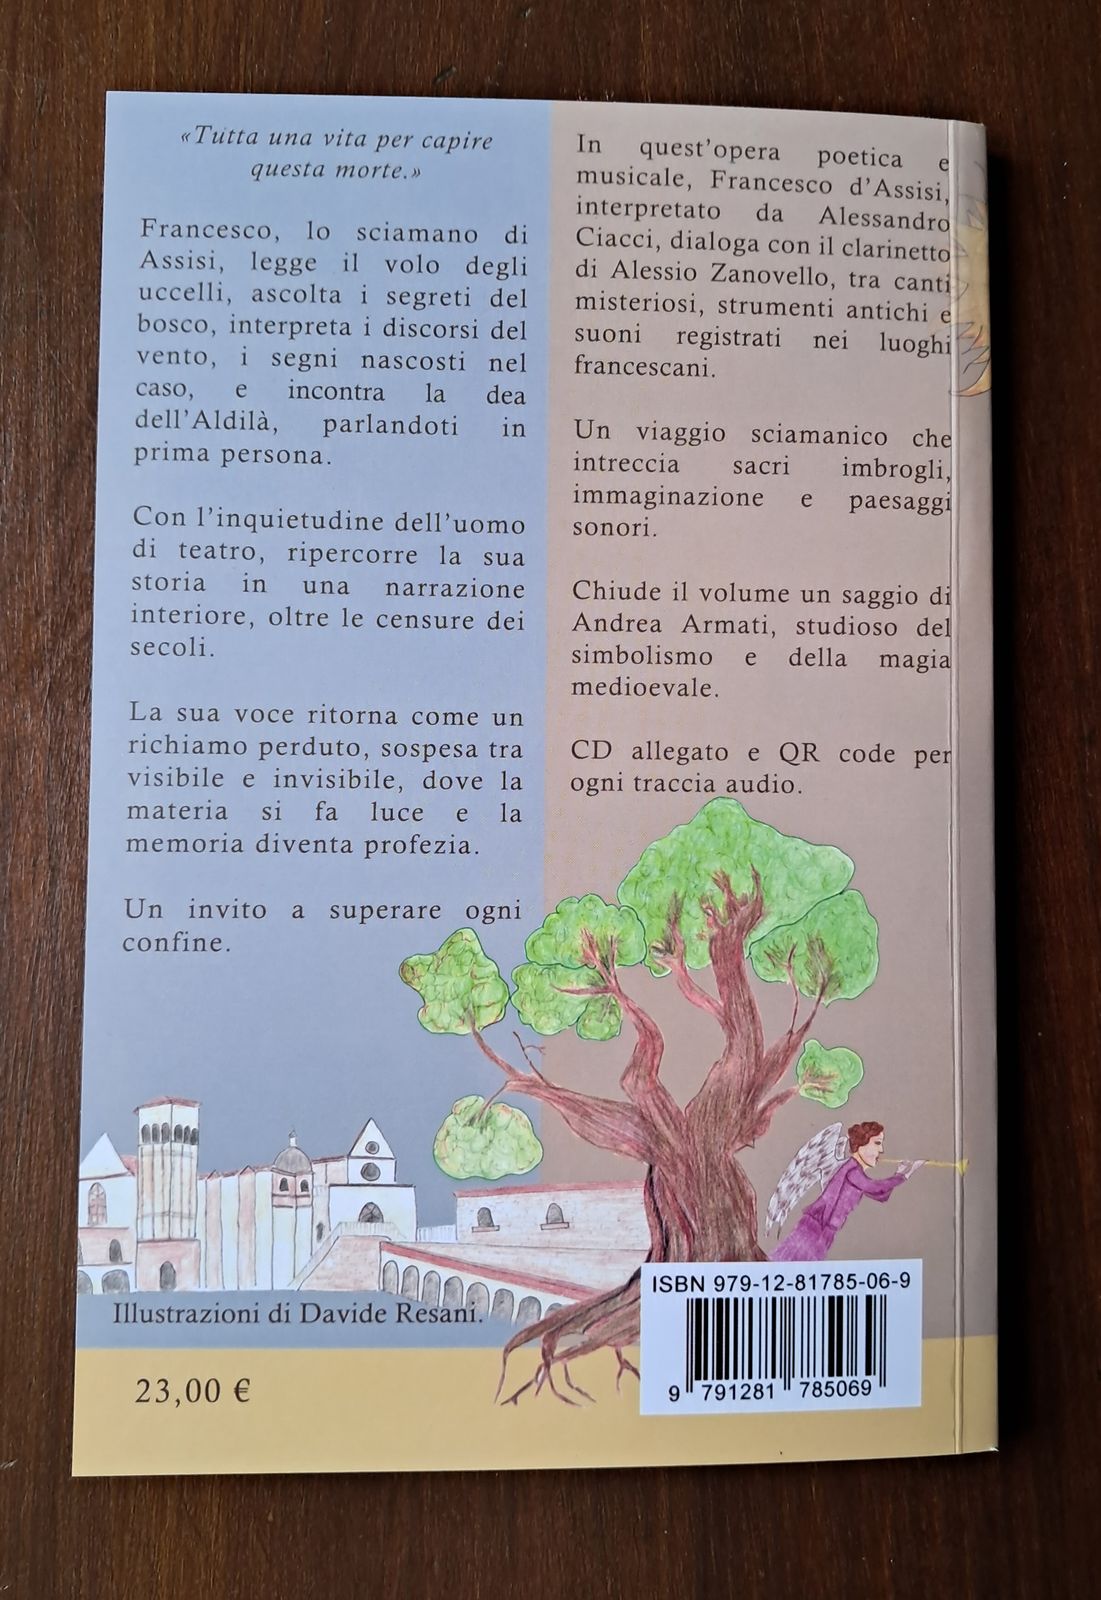 «Tutta una vita per capire
questa morte.»
Francesco, lo sciamano di
Assisi, legge il volo degli
uccelli, ascolta i segreti del
bosco, interpreta i discorsi del
vento, i segni nascosti nel
caso, e incontra la dea
dell'Aldilà, parlandoti in
prima persona.
Con l'inquietudine dell'uomo
di teatro, ripercorre la sua
storia in una narrazione
interiore, oltre le censure dei
secoli.
La sua voce ritorna come un
richiamo perduto, sospesa tra
visibile e invisibile, dove la
materia si fa luce e la
memoria diventa profezia.
Un invito a superare ogni
confine.
In quest'opera poetica e
musicale, Francesco d'Assisi,
interpretato da Alessandro
Ciacci, dialoga con il clarinetto
di Alessio Zanovello, tra canti
misteriosi, strumenti antichi e
suoni registrati nei luoghi
francescani.
Un viaggio sciamanico che
intreccia sacri imbrogli,
immaginazione e paesaggi
sonori.
Chiude il volume un saggio di
Andrea Armati, studioso del
simbolismo e della magia
medioevale.
CD allegato e QR code per
ogni traccia audio.
Illustrazioni di Davide Resani.
23,00 €
ISBN 979-12-81785-06-9
9 791281 785069